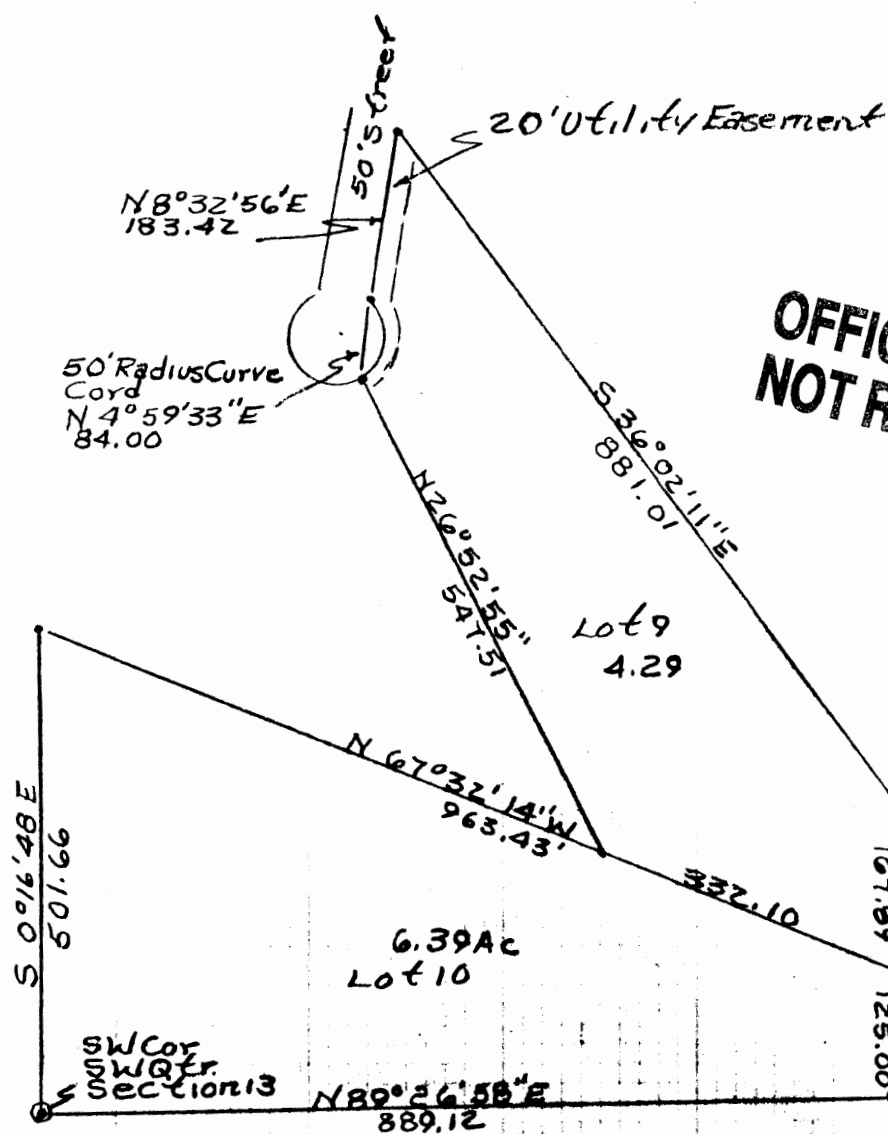 50'Street
20'Utility Easement
N8°32'56'E
183.42
50'RadiusCurve
Cord
N 4°59'33"E
84.00
OFFIC
NOT R
S 36°02'11"E
881.01
N26°52'55"
547.51
Lot9
4.29
N 67°32'14"W
963.43'
332.10
167.89
S 0°16'48E
501.66
6.39Ac
Lot10
125.00
SWCor
SWQtr.
Section13
N89°26'58"E
889.12